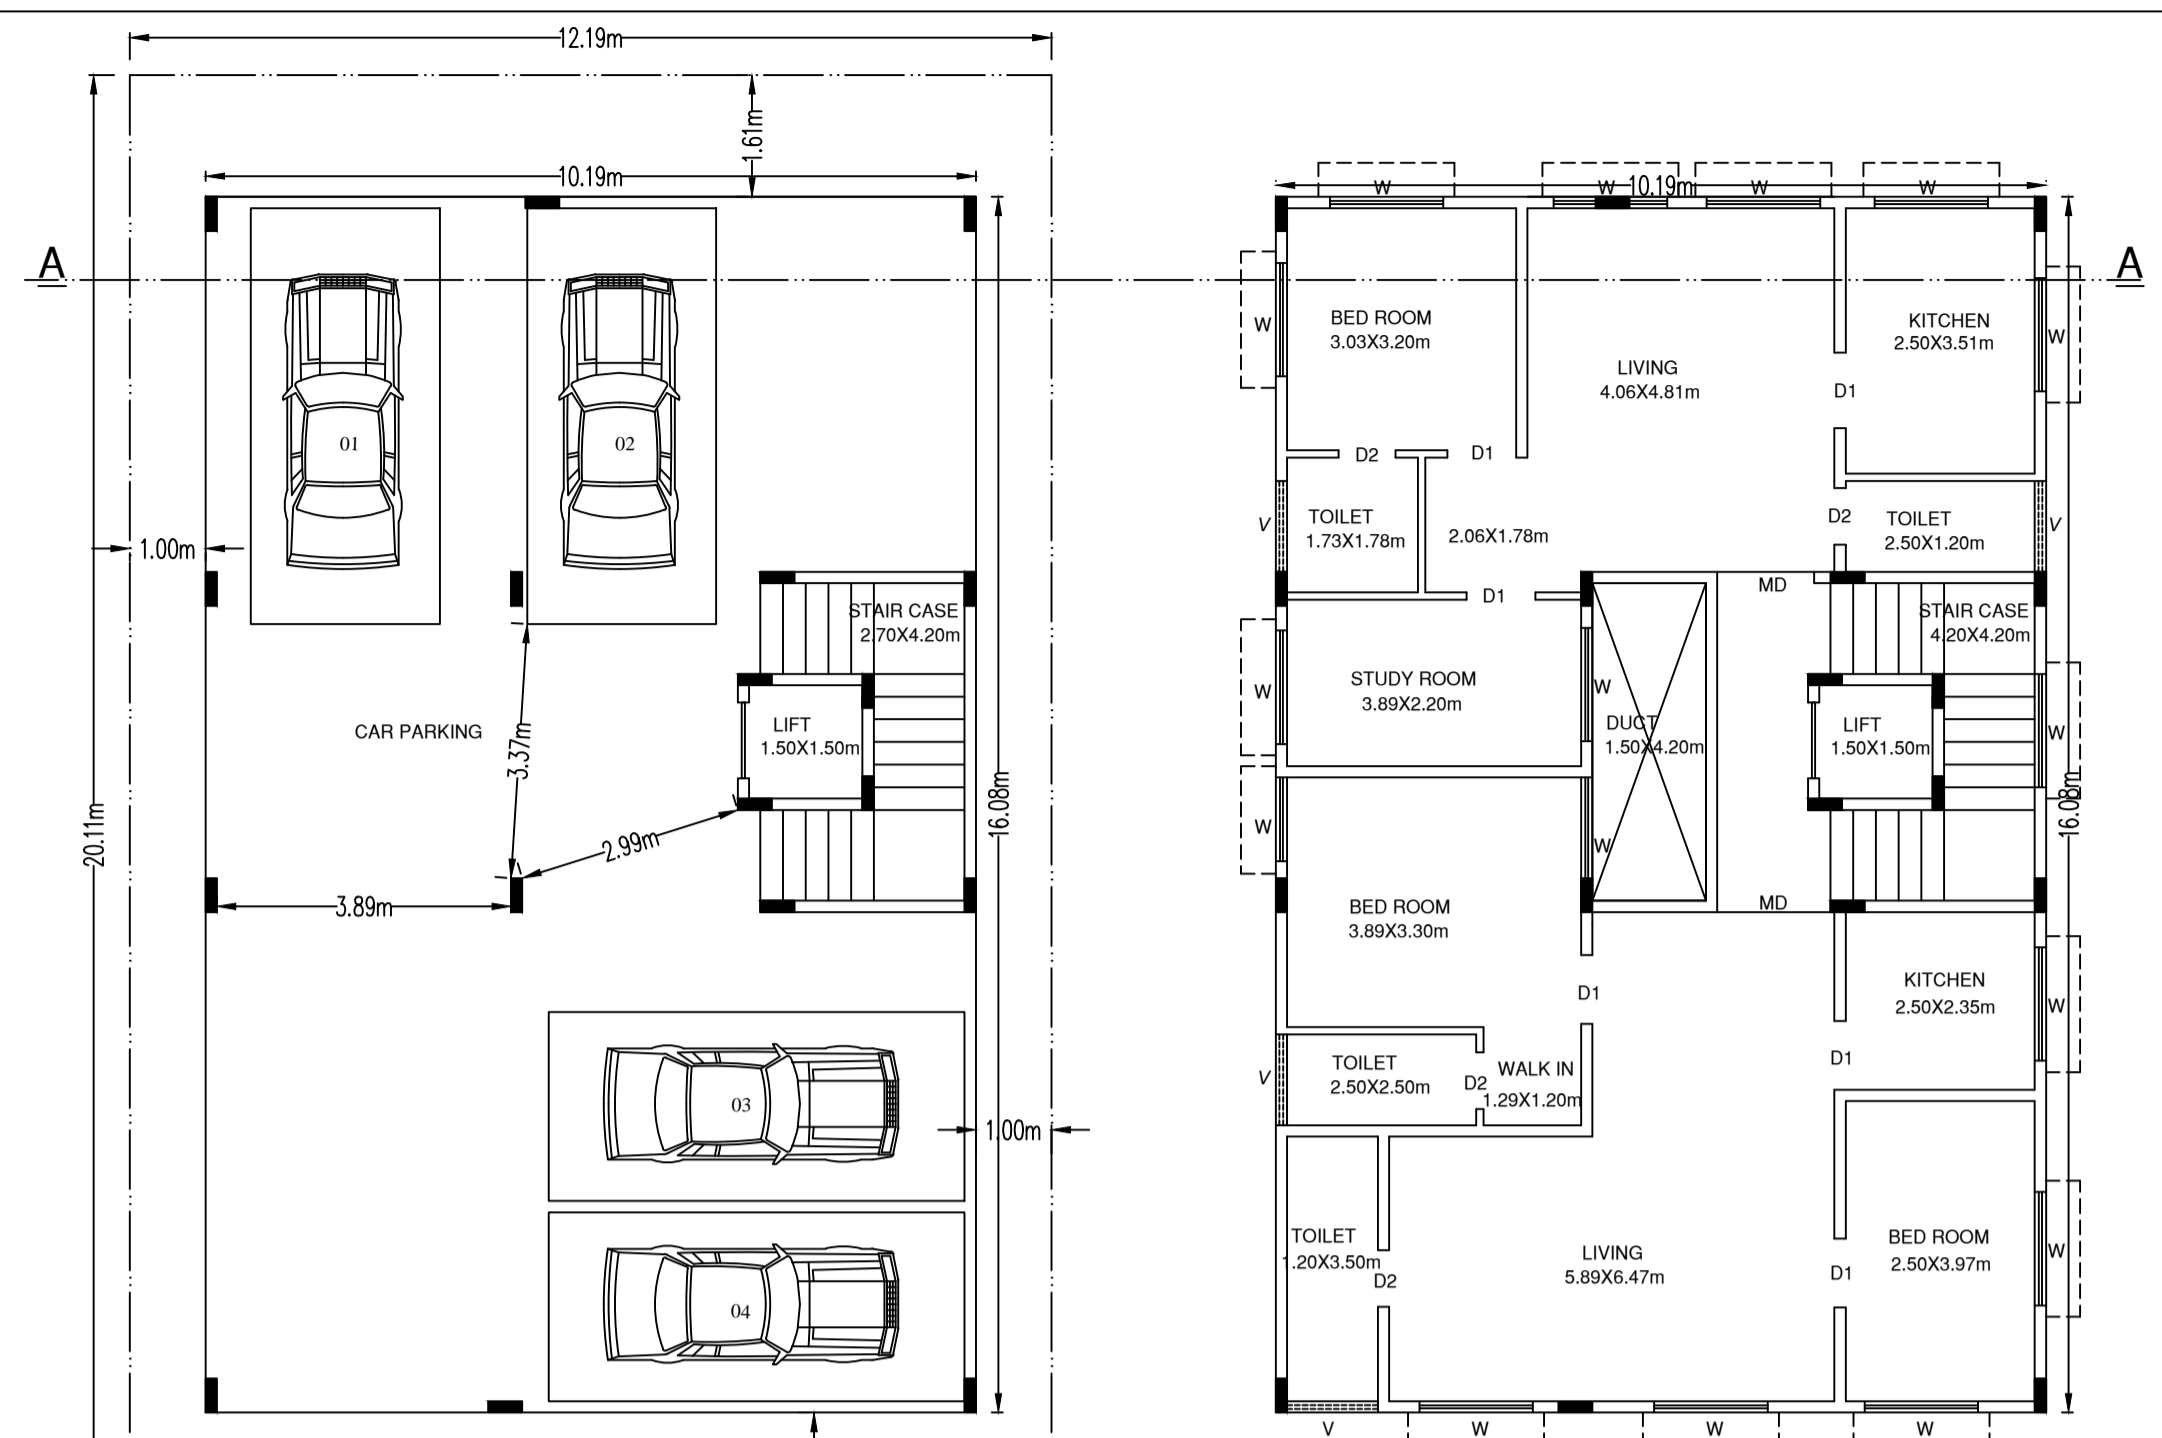 12.19m
1.61m
10.19m
A
01
02
1.00m
STAIR CASE
2.70X4.20m
LIFT
1.50X1.50m
CAR PARKING
3.37m
2.99m
3.89m
20.11m
16.08m
03
1.00m
04
W
W
10.19m
W
W
A
W
BED ROOM
3.03X3.20m
LIVING
4.06X4.81m
KITCHEN
2.50X3.51m
W
D1
D2
D1
V
TOILET
1.73X1.78m
2.06X1.78m
D2
TOILET
2.50X1.20m
V
D1
MD
STAIR CASE
4.20X4.20m
W
STUDY ROOM
3.89X2.20m
W
DUCT
1.50X4.20m
LIFT
1.50X1.50m
W
16.08m
W
W
BED ROOM
3.89X3.30m
MD
D1
KITCHEN
2.50X2.35m
W
D1
V
TOILET
2.50X2.50m
D2
WALK IN
1.29X1.20m
TOILET
1.20X3.50m
D2
LIVING
5.89X6.47m
D1
BED ROOM
2.50X3.97m
W
V
W
W
W